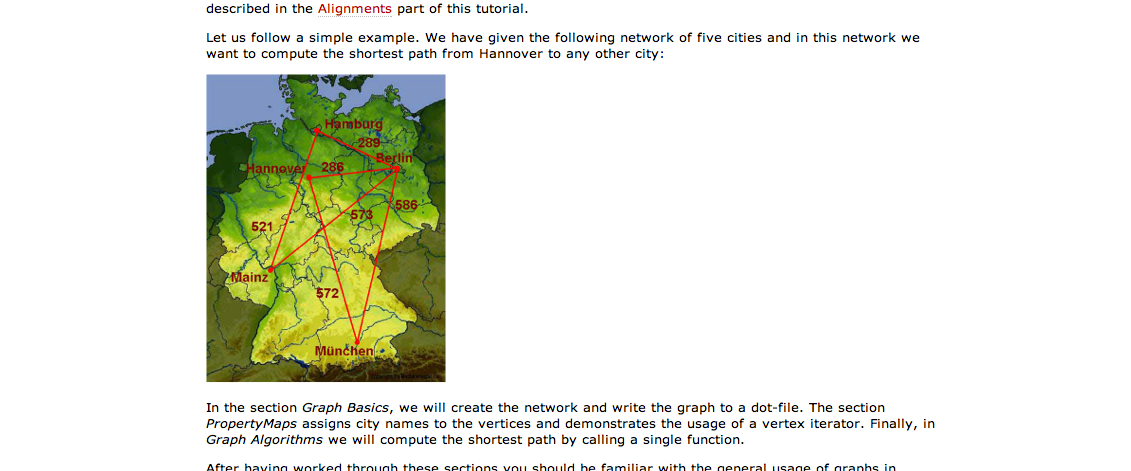 described in the Alignments part of this tutorial.
Let us follow a simple example. We have given the following network of five cities and in this network we
want to compute the shortest path from Hannover to any other city:
Hamburg
289
Berlin
Hannover
286
586
573
521
Mainz
572
München
In the section Graph Basics, we will create the network and write the graph to a dot-file. The section
PropertyMaps assigns city names to the vertices and demonstrates the usage of a vertex iterator. Finally, in
Graph Algorithms we will compute the shortest path by calling a single function.
After having worked through these sections you should be familiar with the general usage of graphs in